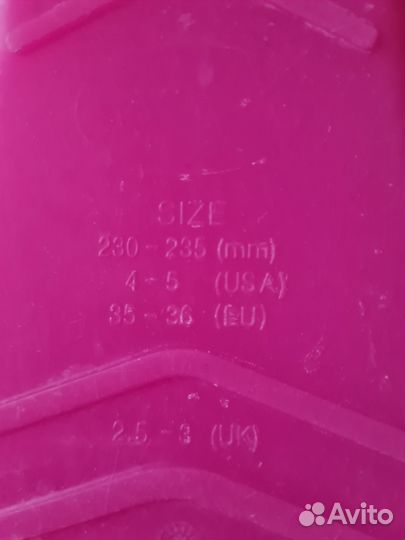 SIZE
230 - 235 (mm)
4 - 5 (USA)
35 - 36 (EU)
2.5 - 3 (UK)
Avito